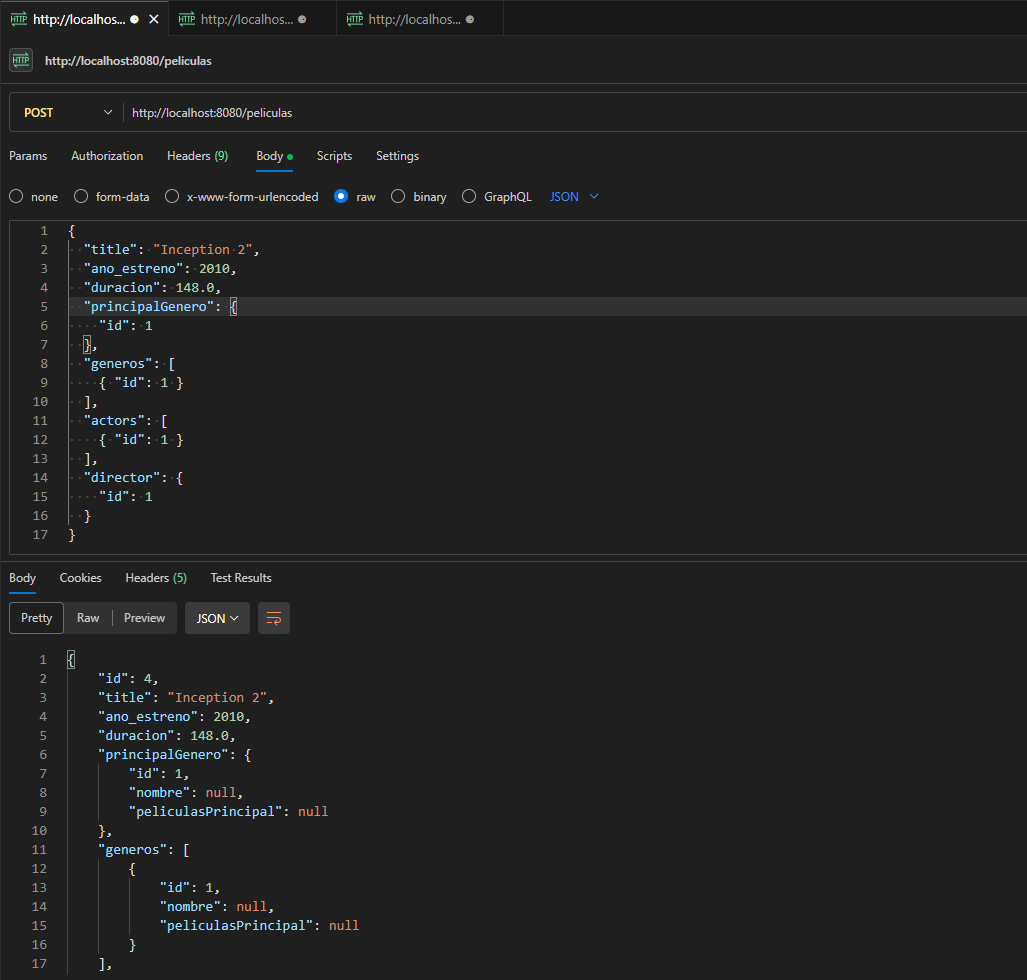 HTTP http://localhos...
HTTP http://localhos...
HTTP http://localhos...
HTTP http://localhost:8080/peliculas
POST http://localhost:8080/peliculas
Params Authorization Headers (9) Body Scripts Settings
none form-data x-www-form-urlencoded raw binary GraphQL JSON
1 {
2 "title": "Inception 2",
3 "ano_estreno": 2010,
4 "duracion": 148.0,
5 "principalGenero": {
6 "id": 1
7 },
8 "generos": [
9 { "id": 1 }
10 ],
11 "actors": [
12 { "id": 1 }
13 ],
14 "director": {
15 "id": 1
16 }
17 }
Body Cookies Headers (5) Test Results
Pretty Raw Preview JSON
1 {
2 "id": 4,
3 "title": "Inception 2",
4 "ano_estreno": 2010,
5 "duracion": 148.0,
6 "principalGenero": {
7 "id": 1,
8 "nombre": null,
9 "peliculasPrincipal": null
10 },
11 "generos": [
12 {
13 "id": 1,
14 "nombre": null,
15 "peliculasPrincipal": null
16 }
17 ],